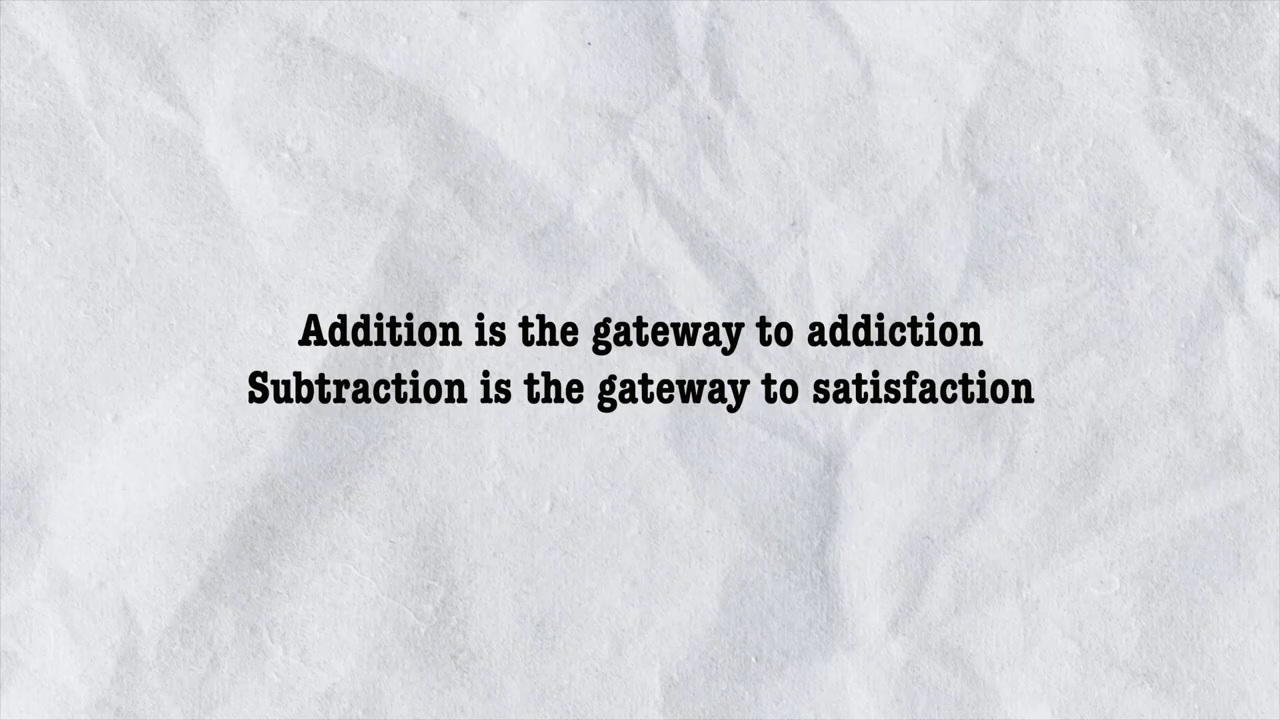 Addition is the gateway to addiction
Subtraction is the gateway to satisfaction